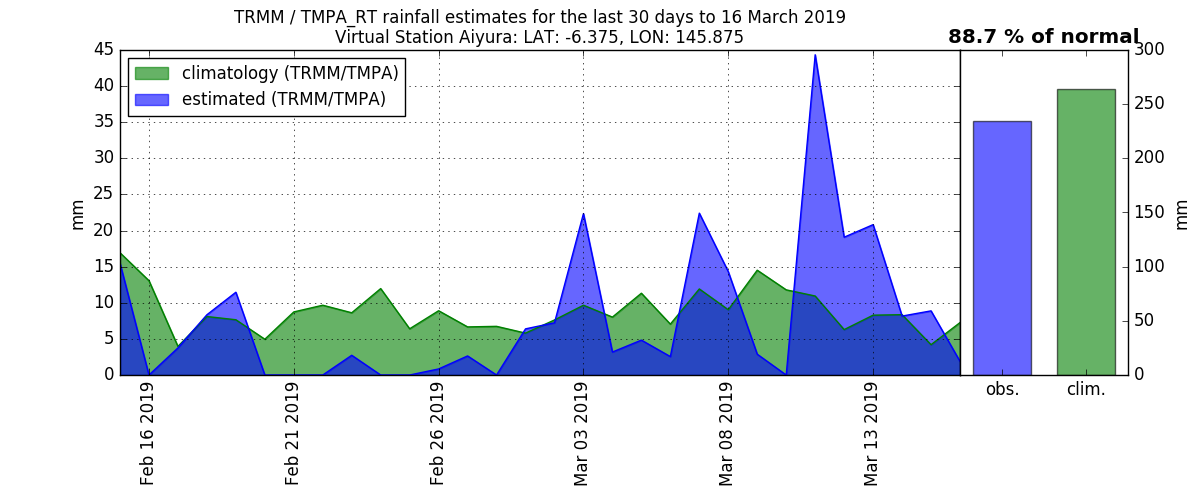 TRMM / TMPA_RT rainfall estimates for the last 30 days to 16 March 2019
Virtual Station Aiyura: LAT: -6.375, LON: 145.875
88.7 % of normal
climatology (TRMM/TMPA)
estimated (TRMM/TMPA)
45
40
35
30
25
20
15
10
5
0
mm
Feb 16 2019
Feb 21 2019
Feb 26 2019
Mar 03 2019
Mar 08 2019
Mar 13 2019
300
250
200
150
100
50
0
mm
obs.
clim.